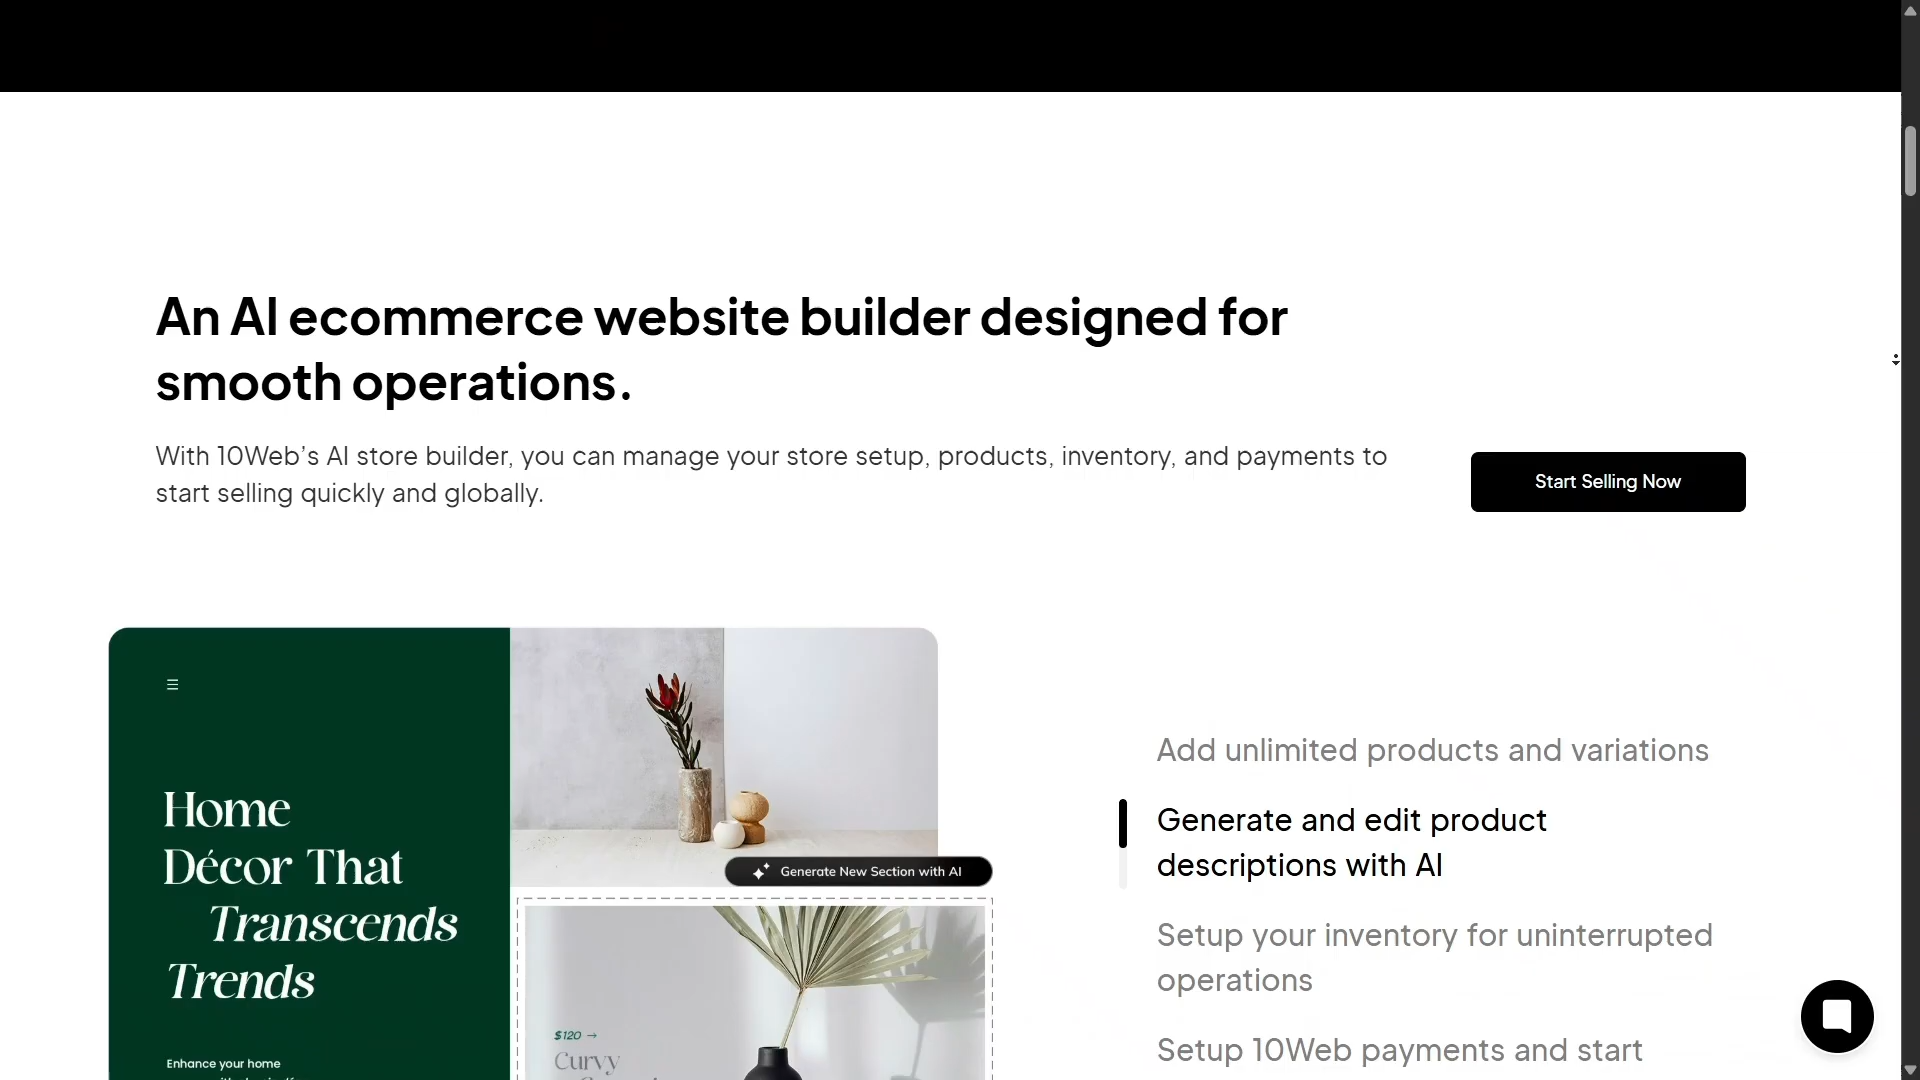 An AI ecommerce website builder designed for
smooth operations.
With 10Web’s AI store builder, you can manage your store setup, products, inventory, and payments to
start selling quickly and globally.
Start Selling Now
Home
Décor That
Transcends
Trends
Enhance your home
Generate New Section with AI
$120 →
Curvy
Add unlimited products and variations
Generate and edit product
descriptions with AI
Setup your inventory for uninterrupted
operations
Setup 10Web payments and start